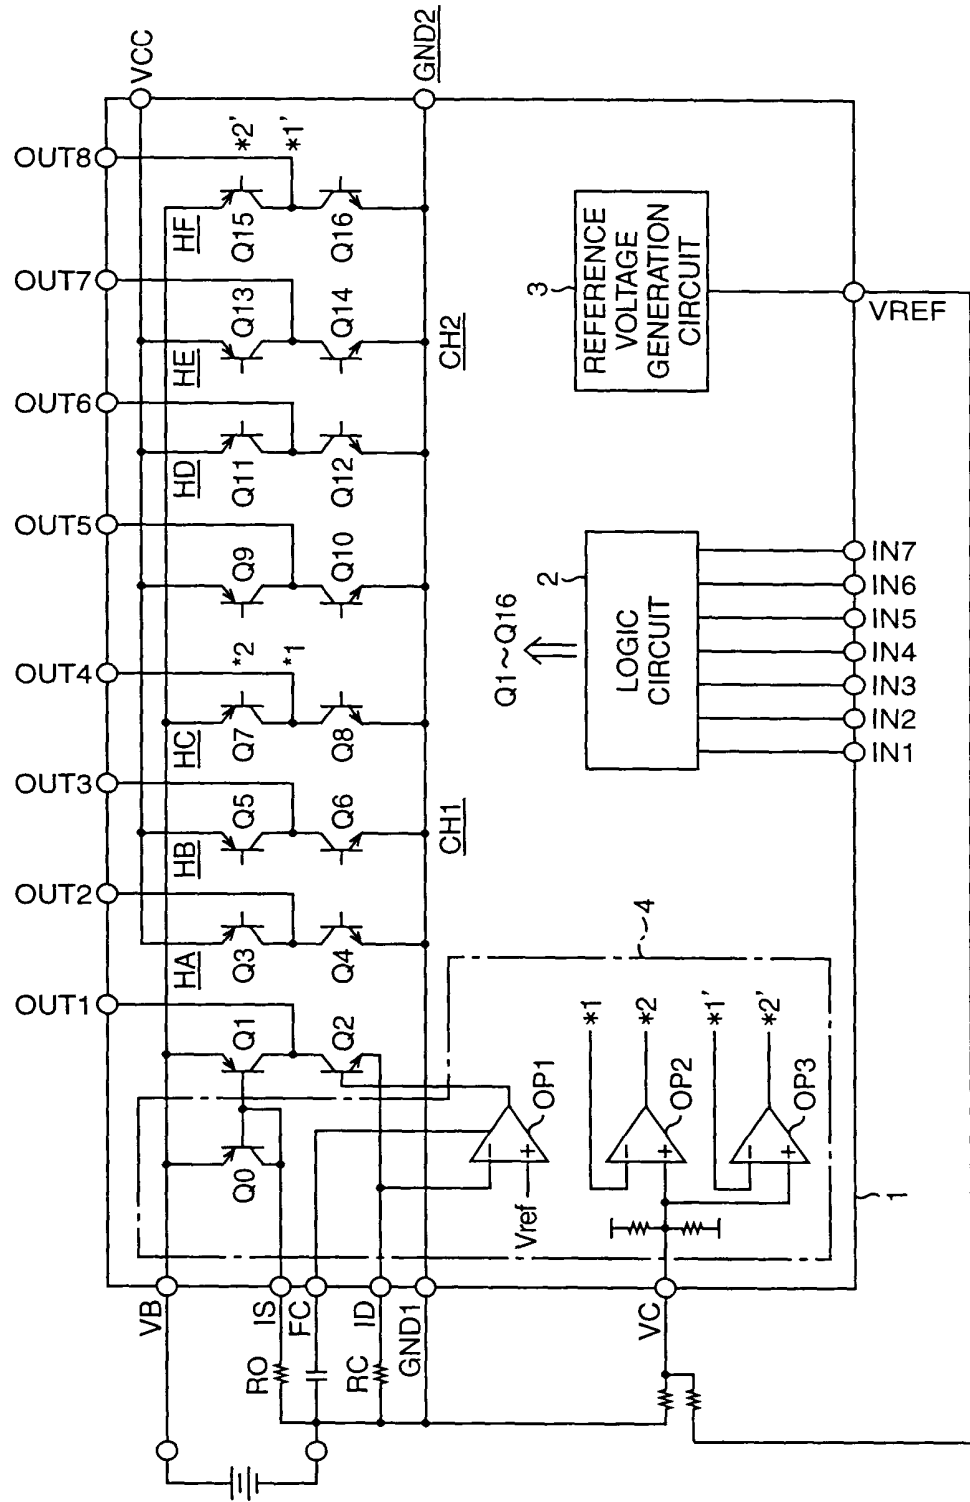 OUT1
OUT2
OUT3
OUT4
OUT5
OUT6
OUT7
OUT8
VCC
GND2
HA
HB
HC
HD
HE
HF
Q0
Q1
Q2
Q3
Q4
Q5
Q6
Q7
Q8
Q9
Q10
Q11
Q12
Q13
Q14
Q15
Q16
*2
*1
*2'
*1'
CH1
CH2
VB
IS
FC
ID
GND1
VC
RO
RC
OP1
Vref
*1
*2
OP2
*1'
*2'
OP3
4
1
Q1~Q16
2
LOGIC
CIRCUIT
3
REFERENCE
VOLTAGE
GENERATION
CIRCUIT
IN1
IN2
IN3
IN4
IN5
IN6
IN7
VREF
-
+
-
+
-
+